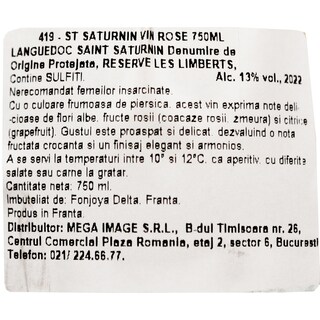 419 - ST SATURNIN VIN ROSE 750ML
LANGUEDOC SAINT SATURNIN Denumire de
Origine Protejata, RESERVE LES LIMBERTS,
Contine SULFITI. Alc. 13% vol., 2022
Nerecomandat femeilor insarcinate.
Cu o culoare frumoasa de piersica, acest vin exprima note deli-
-cioase de flori albe, fructe rosii (coacaze rosii, zmeura) si citrice
(grapefruit). Gustul este proaspat si delicat, dezvaluind o nota
fructata crocanta si un finisaj elegant si armonios.
A se servi la temperaturi intre 10° si 12°C, ca aperitiv, cu diferite
salate sau carne la gratar.
Cantitate neta: 750 ml.
Imbuteliat de: Fonjoya Delta, Franta.
Produs in Franta.
Distribuitor: MEGA IMAGE S.R.L., B-dul Timisoara nr. 26,
Centrul Comercial Plaza Romania, etaj 2, sector 6, Bucuresti
Telefon: 021/ 224.66.77.